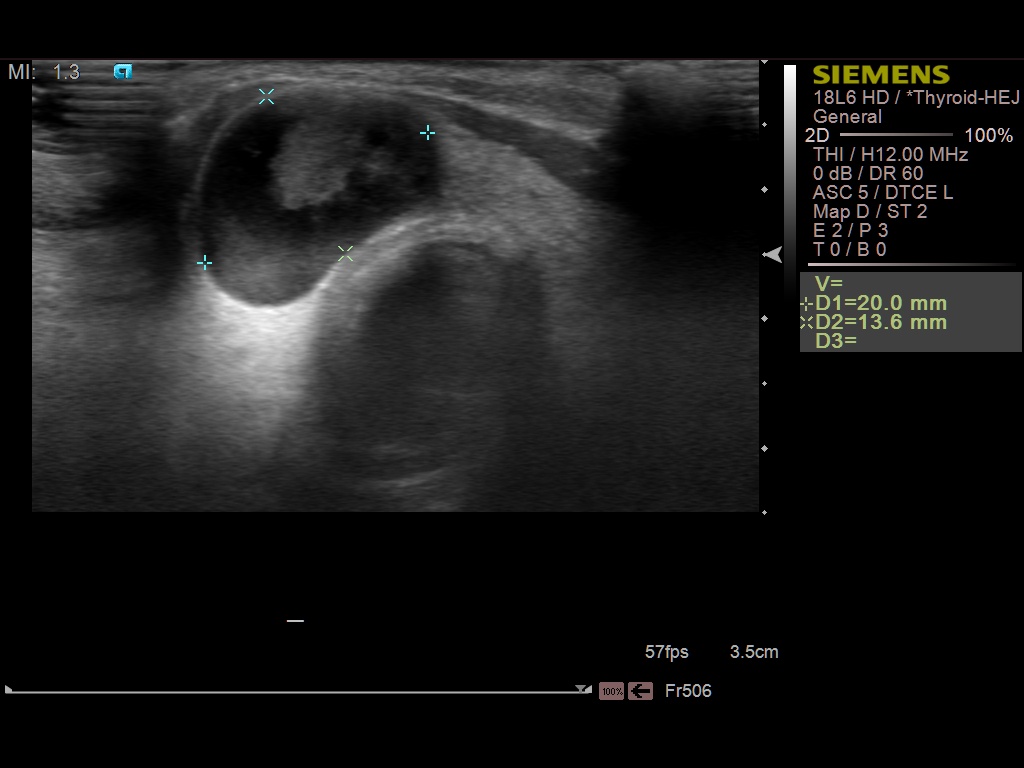 MI: 1.3
SIEMENS
18L6 HD / *Thyroid-HEJ
General
2D 100%
THI / H12.00 MHz
0 dB / DR 60
ASC 5 / DTCE L
Map D / ST 2
E 2 / P 3
T 0 / B 0
V=
D1=20.0 mm
D2=13.6 mm
D3=
57fps 3.5cm
100% Fr506